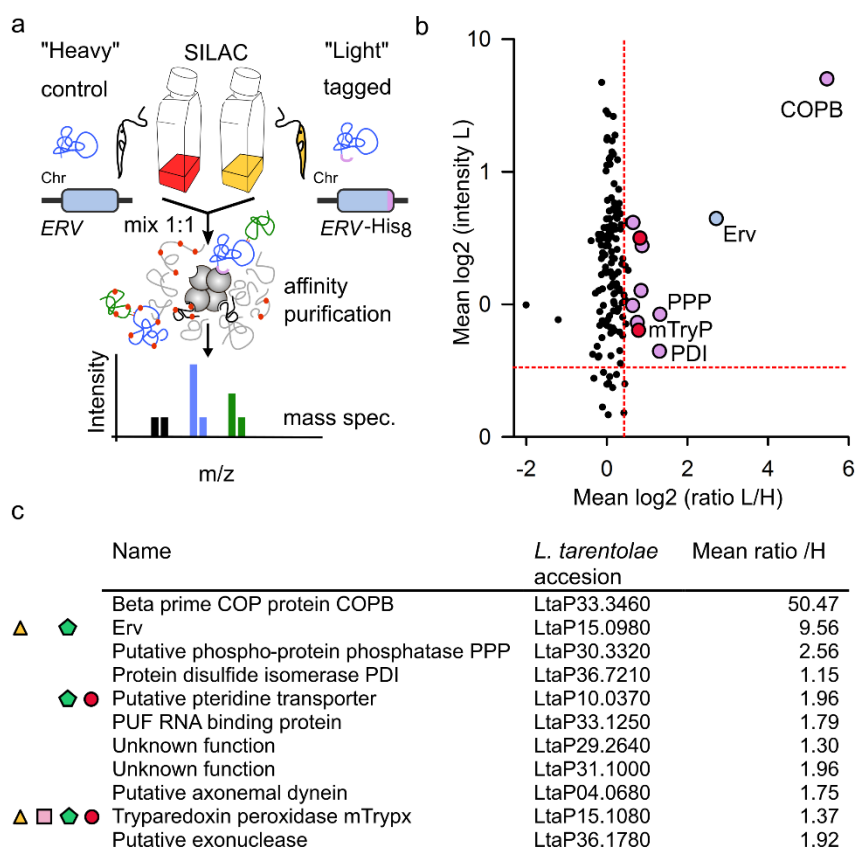 a
"Heavy" SILAC "Light"
control tagged
Chr Chr
ERV mix 1:1 ERV-His8
affinity
purification
Intensity
mass spec.
m/z
b
Mean log2 (intensity L)
10
1
0
0
COPB
Erv
PPP
mTryP
PDI
-2 0 2 4 6
Mean log2 (ratio L/H)
c
Name L. tarentolae Mean ratio /H
accesion
Beta prime COP protein COPB LtaP33.3460 50.47
Erv LtaP15.0980 9.56
Putative phospho-protein phosphatase PPP LtaP30.3320 2.56
Protein disulfide isomerase PDI LtaP36.7210 1.15
Putative pteridine transporter LtaP10.0370 1.96
PUF RNA binding protein LtaP33.1250 1.79
Unknown function LtaP29.2640 1.30
Unknown function LtaP31.1000 1.96
Putative axonemal dynein LtaP04.0680 1.75
Tryparedoxin peroxidase mTrypx LtaP15.1080 1.37
Putative exonuclease LtaP36.1780 1.92